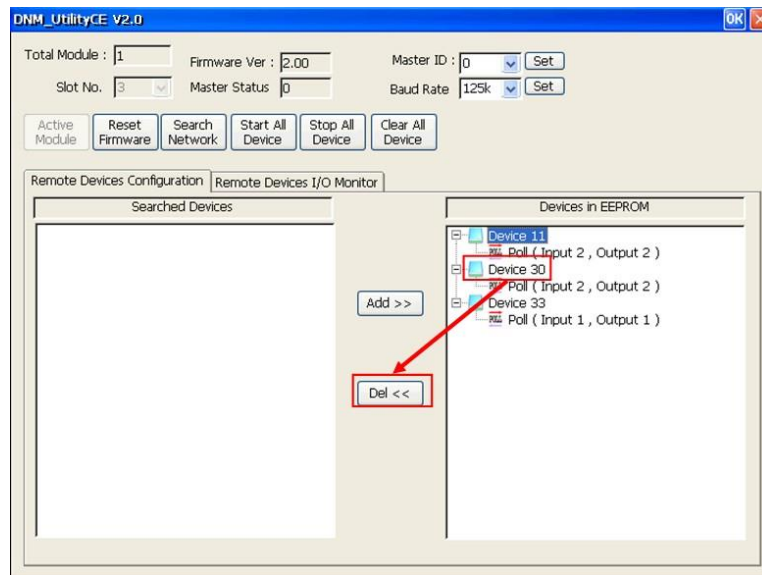 DNM_UtilityCE V2.0 OK
Total Module : 1 Firmware Ver : 2.00 Master ID : 0 Set
Slot No. 3 Master Status 0 Baud Rate 125k Set
Active Module Reset Firmware Search Network Start All Device Stop All Device Clear All Device
Remote Devices Configuration Remote Devices I/O Monitor
Searched Devices Devices in EEPROM
Device 11
Poll ( Input 2 , Output 2 )
Device 30
Poll ( Input 2 , Output 2 )
Device 33
Add >>
Poll ( Input 1 , Output 1 )
Del <<